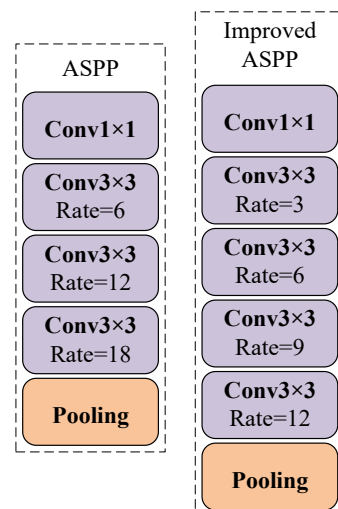 ASPP
Conv1×1
Conv3×3
Rate=6
Conv3×3
Rate=12
Conv3×3
Rate=18
Pooling
Improved
ASPP
Conv1×1
Conv3×3
Rate=3
Conv3×3
Rate=6
Conv3×3
Rate=9
Conv3×3
Rate=12
Pooling